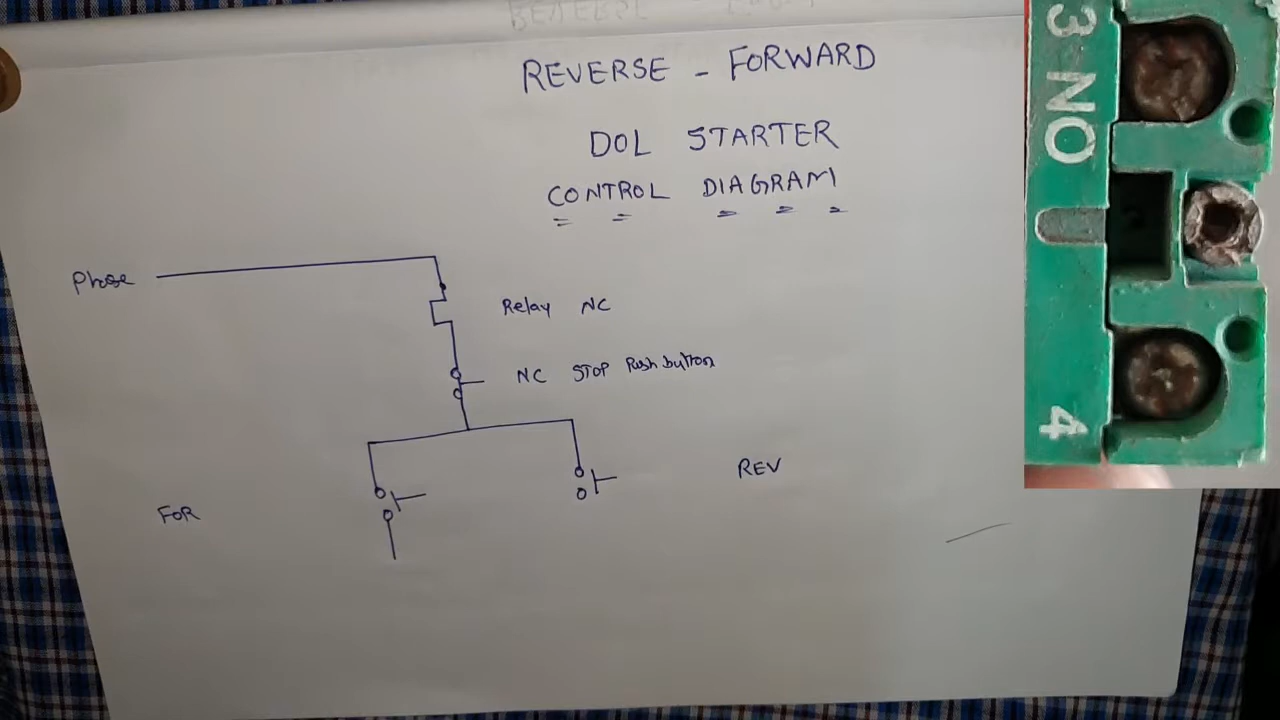 REVERSE - FORWARD
DOL STARTER
CONTROL DIAGRAM
Phase
Relay NC
NC STOP Push button
FOR
REV
3 NO
4